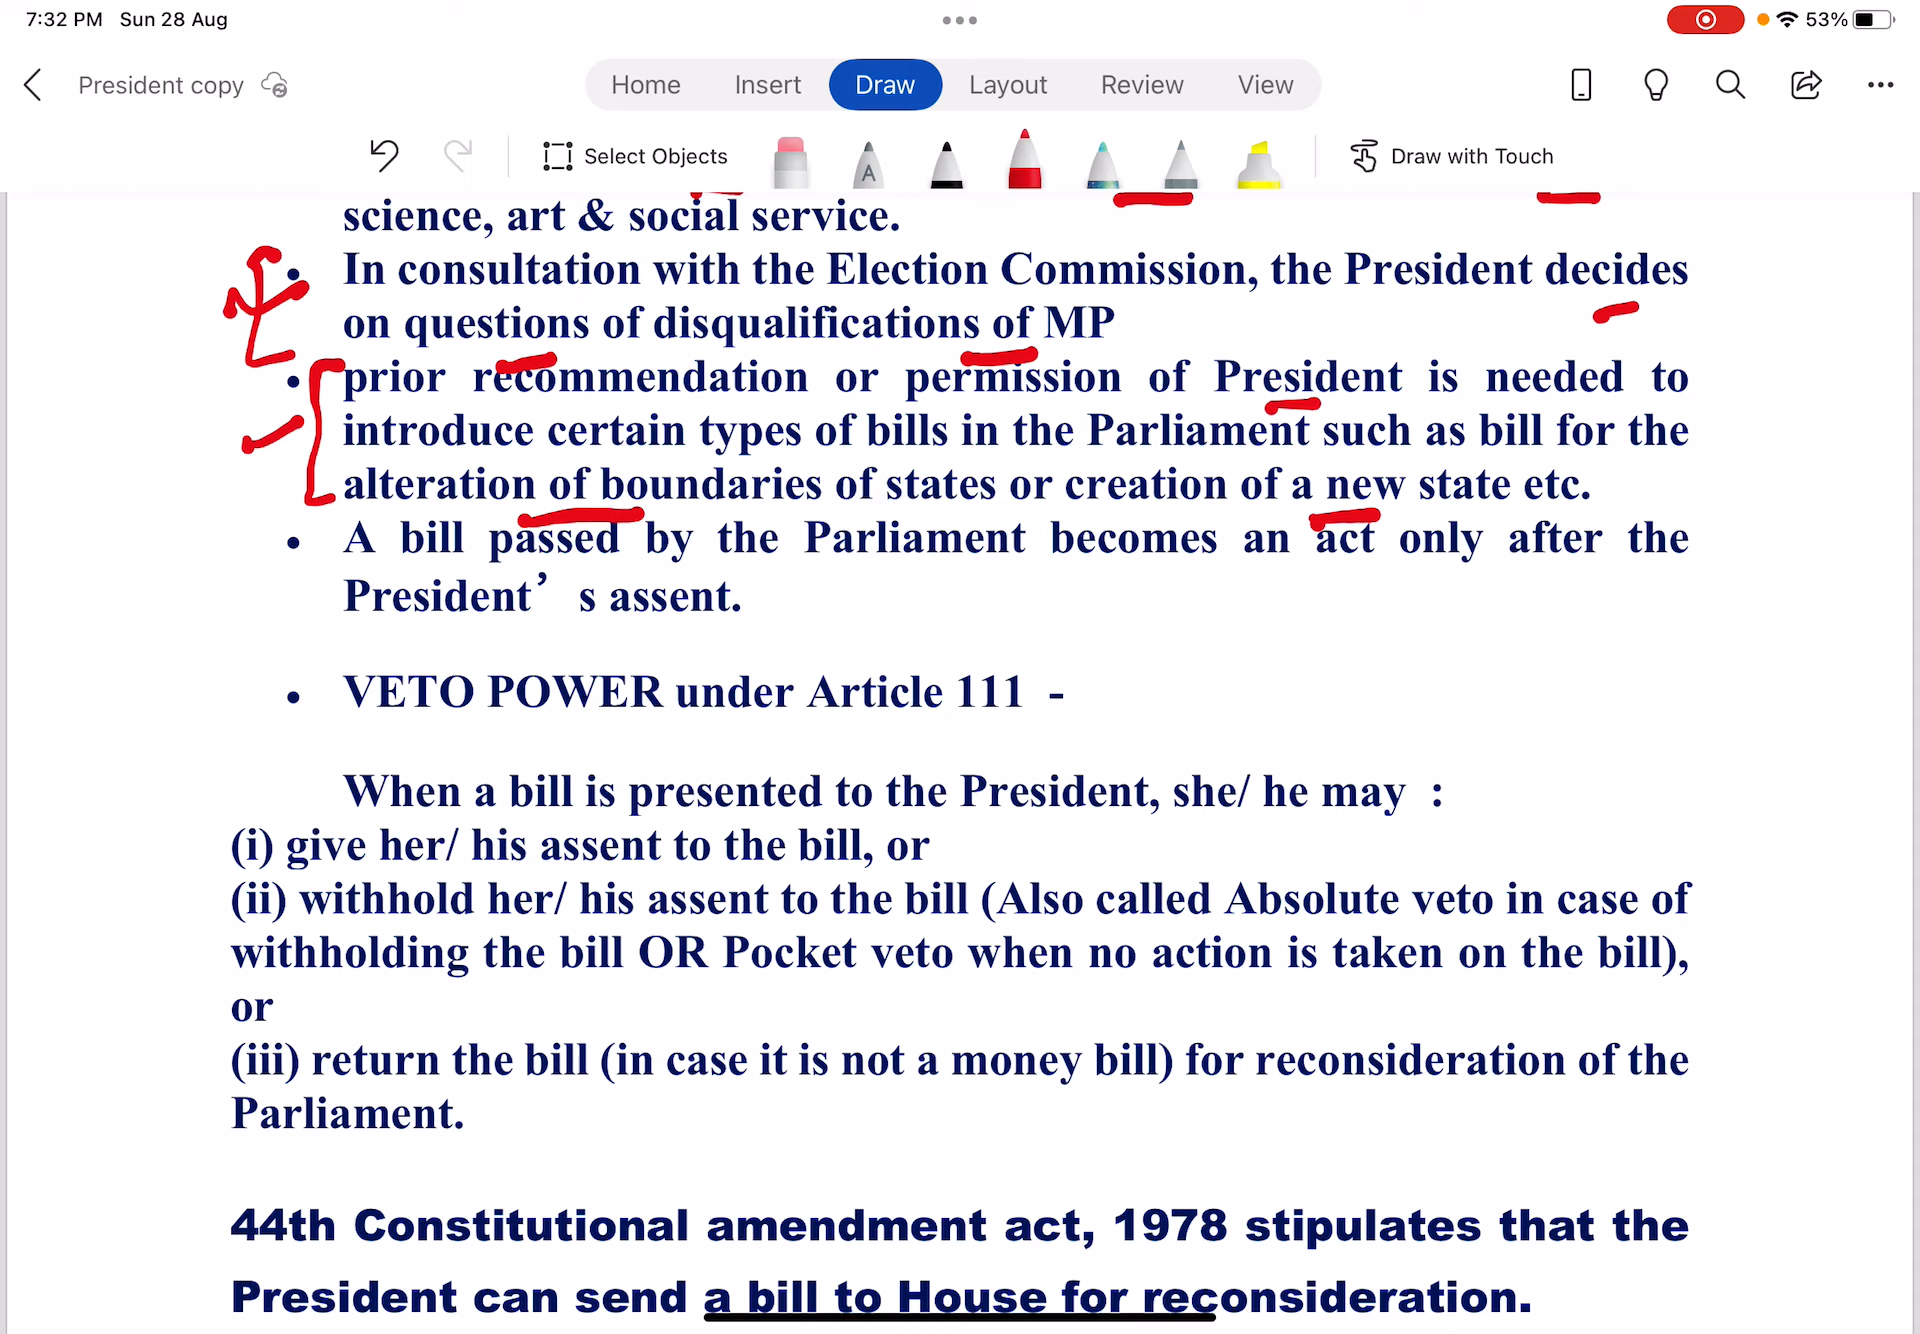 7:32 PM Sun 28 Aug
53%
President copy
Home Insert Draw Layout Review View
Select Objects
A
Draw with Touch
science, art & social service.
• In consultation with the Election Commission, the President decides
on questions of disqualifications of MP
• prior recommendation or permission of President is needed to
introduce certain types of bills in the Parliament such as bill for the
alteration of boundaries of states or creation of a new state etc.
• A bill passed by the Parliament becomes an act only after the
President’ s assent.
• VETO POWER under Article 111 -
When a bill is presented to the President, she/ he may :
(i) give her/ his assent to the bill, or
(ii) withhold her/ his assent to the bill (Also called Absolute veto in case of
withholding the bill OR Pocket veto when no action is taken on the bill),
or
(iii) return the bill (in case it is not a money bill) for reconsideration of the
Parliament.
44th Constitutional amendment act, 1978 stipulates that the
President can send a bill to House for reconsideration.